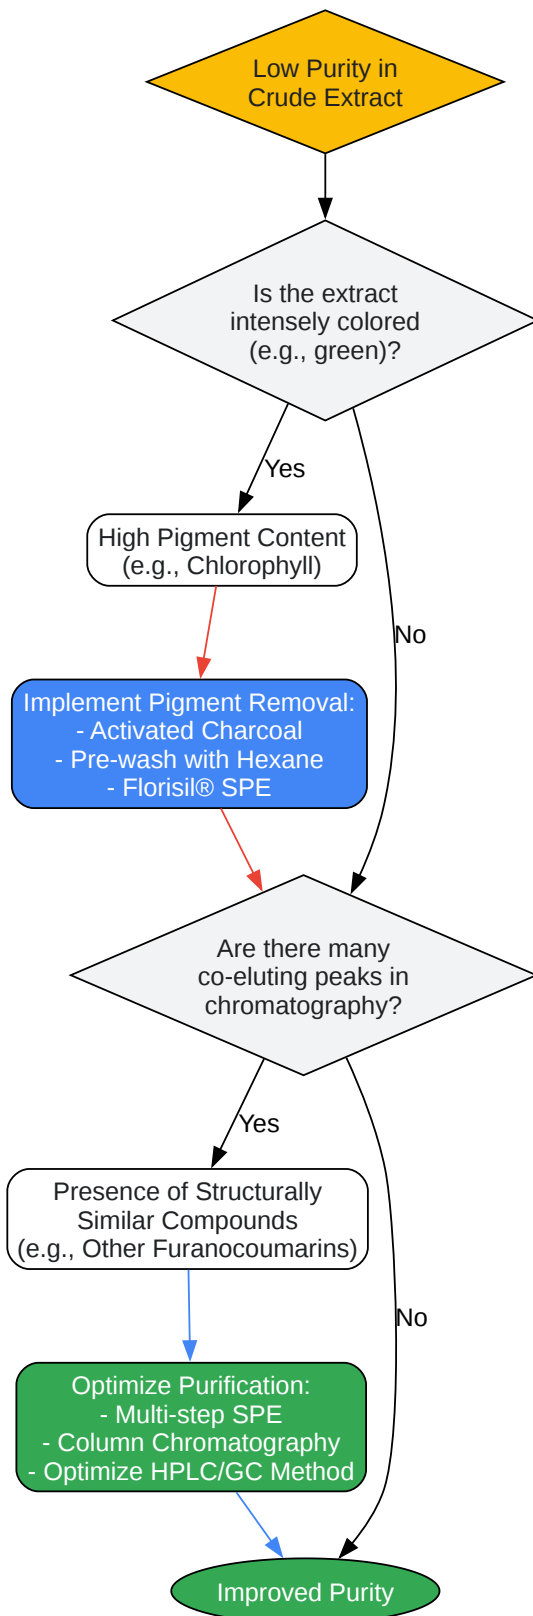 Low Purity in
Crude Extract
Is the extract
intensely colored
(e.g., green)?
Yes
High Pigment Content
(e.g., Chlorophyll)
No
Implement Pigment Removal:
- Activated Charcoal
- Pre-wash with Hexane
- Florisil® SPE
Are there many
co-eluting peaks in
chromatography?
Yes
Presence of Structurally
Similar Compounds
(e.g., Other Furanocoumarins)
No
Optimize Purification:
- Multi-step SPE
- Column Chromatography
- Optimize HPLC/GC Method
Improved Purity